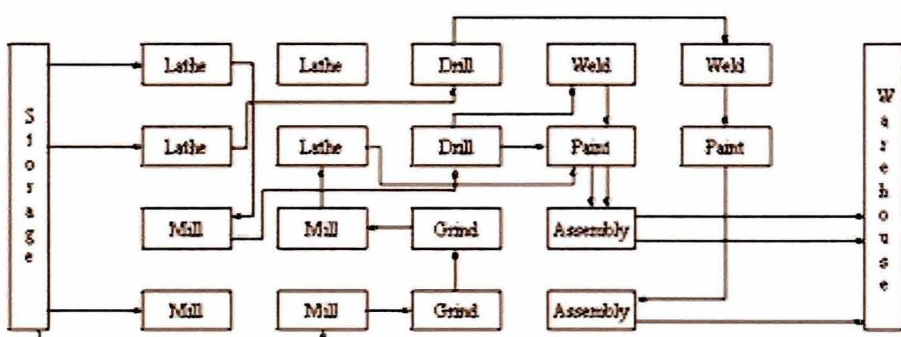 Storage
Lathe Lathe Drill Weld Weld
Lathe Lathe Drill Paint Paint
Mill Mill Grind Assembly
Mill Mill Grind Assembly
Warehouse